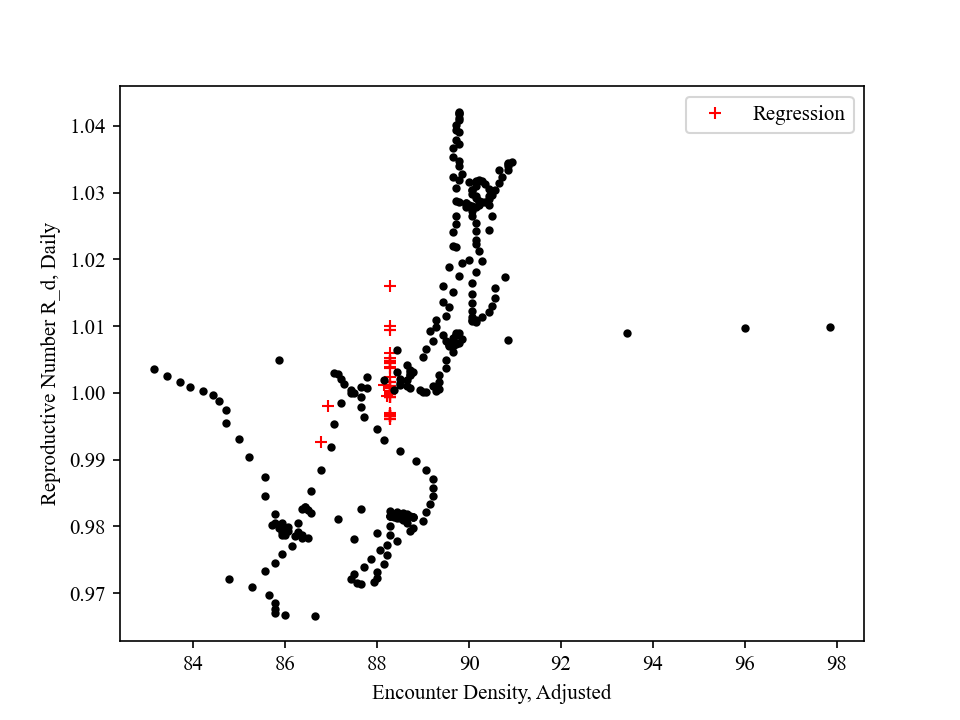 Regression
1.04
1.03
1.02
1.01
1.00
0.99
0.98
0.97
Reproductive Number R_d, Daily
84 86 88 90 92 94 96 98
Encounter Density, Adjusted